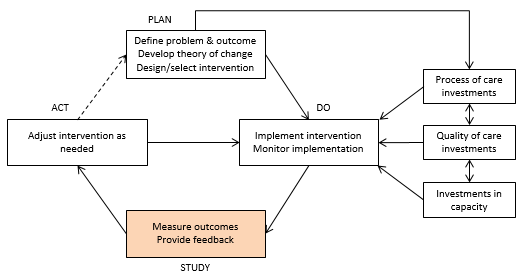 PLAN
Define problem & outcome
Develop theory of change
Design/select intervention
Process of care
investments
ACT
DO
Adjust intervention as
needed
Implement intervention
Monitor implementation
Quality of care
investments
Investments in
capacity
Measure outcomes
Provide feedback
STUDY